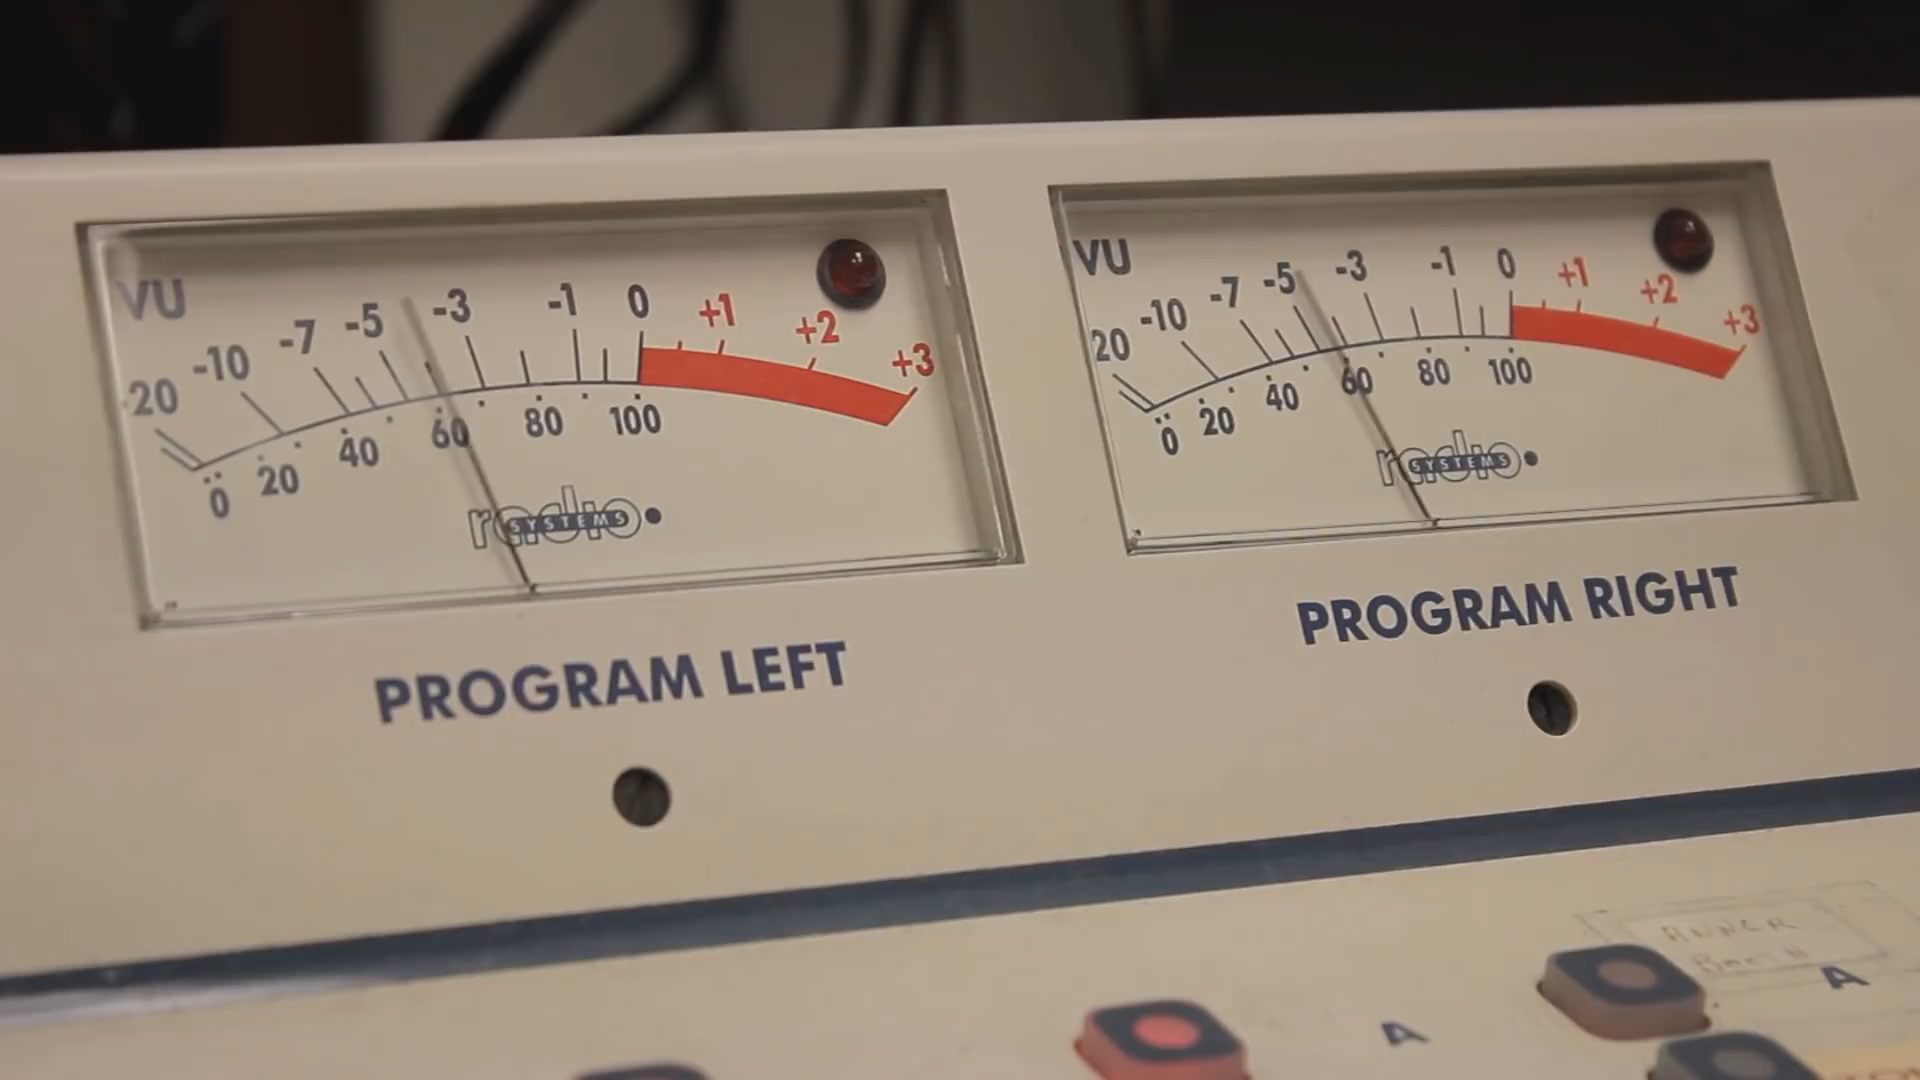 VU
20 -10 -7 -5 -3 -1 0 +1 +2 +3
0 20 40 60 80 100
radio
SYSTEMS
PROGRAM LEFT
VU
20 -10 -7 -5 -3 -1 0 +1 +2 +3
0 20 40 60 80 100
radio
SYSTEMS
PROGRAM RIGHT
A
A